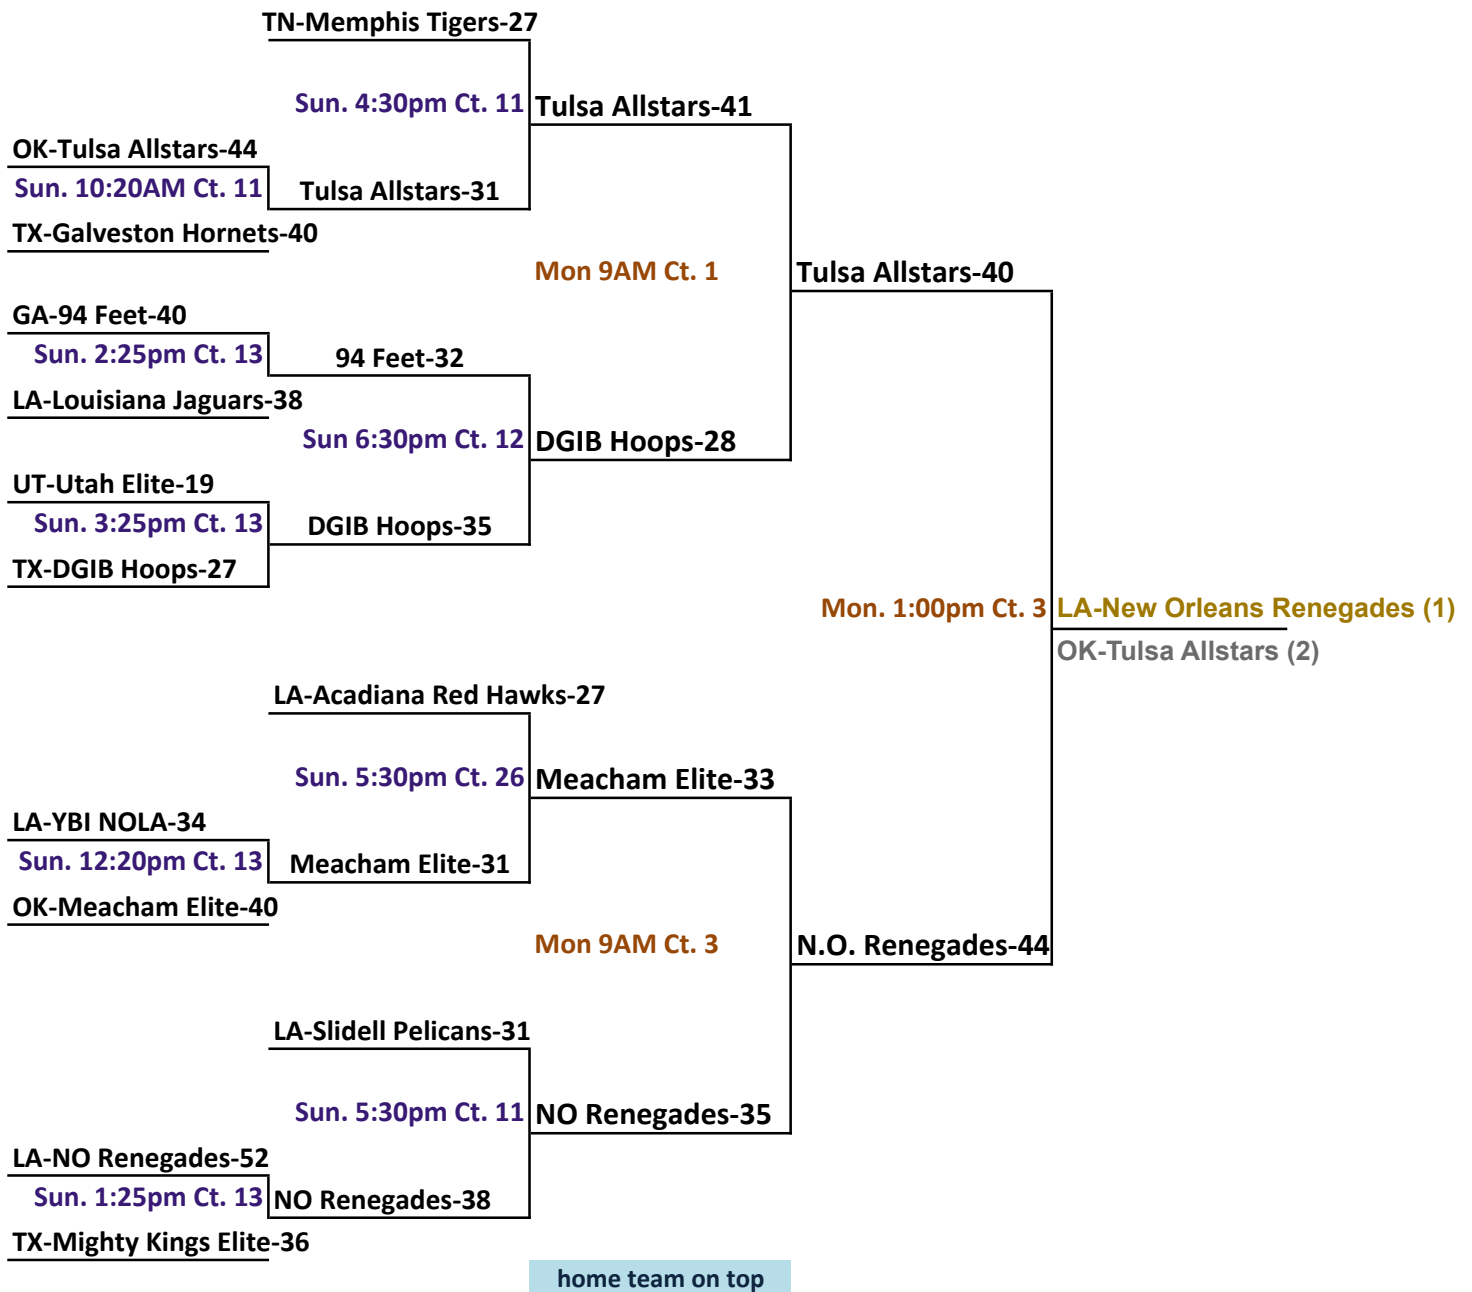 TN-Memphis Tigers-27
Sun. 4:30pm Ct. 11
Tulsa Allstars-41
OK-Tulsa Allstars-44
Sun. 10:20AM Ct. 11
Tulsa Allstars-31
TX-Galveston Hornets-40
Mon 9AM Ct. 1
Tulsa Allstars-40
GA-94 Feet-40
Sun. 2:25pm Ct. 13
94 Feet-32
LA-Louisiana Jaguars-38
Sun 6:30pm Ct. 12
DGIB Hoops-28
UT-Utah Elite-19
Sun. 3:25pm Ct. 13
DGIB Hoops-35
TX-DGIB Hoops-27
Mon. 1:00pm Ct. 3
LA-New Orleans Renegades (1)
OK-Tulsa Allstars (2)
LA-Acadiana Red Hawks-27
Sun. 5:30pm Ct. 26
Meacham Elite-33
LA-YBI NOLA-34
Sun. 12:20pm Ct. 13
Meacham Elite-31
OK-Meacham Elite-40
Mon 9AM Ct. 3
N.O. Renegades-44
LA-Slidell Pelicans-31
Sun. 5:30pm Ct. 11
NO Renegades-35
LA-NO Renegades-52
Sun. 1:25pm Ct. 13
NO Renegades-38
TX-Mighty Kings Elite-36
home team on top